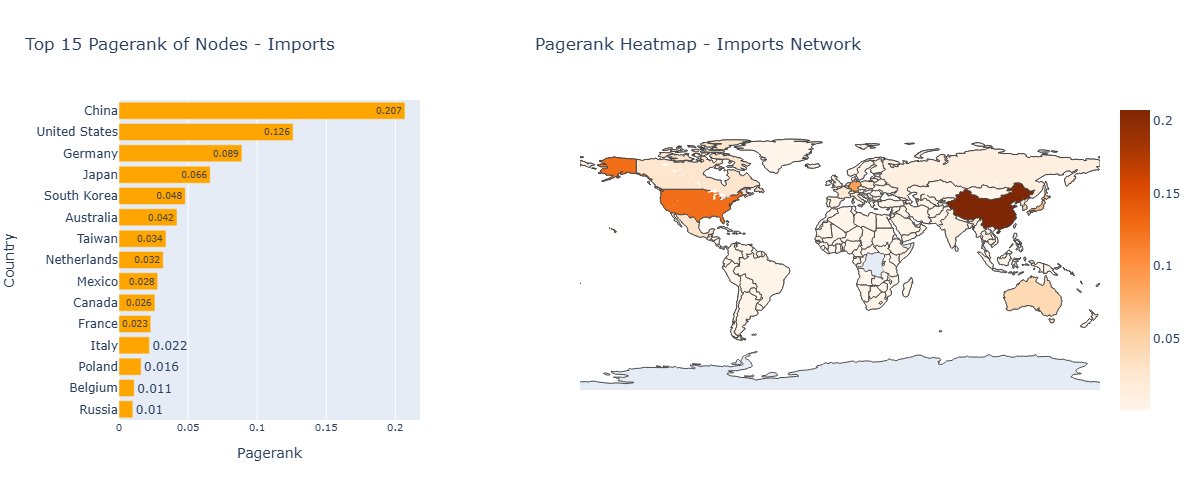 Top 15 Pagerank of Nodes - Imports
Pagerank Heatmap - Imports Network
Country
China 0.207
United States 0.126
Germany 0.089
Japan 0.066
South Korea 0.048
Australia 0.042
Taiwan 0.034
Netherlands 0.032
Mexico 0.028
Canada 0.026
France 0.023
Italy 0.022
Poland 0.016
Belgium 0.011
Russia 0.01
0 0.05 0.1 0.15 0.2
Pagerank
0.2
0.15
0.1
0.05